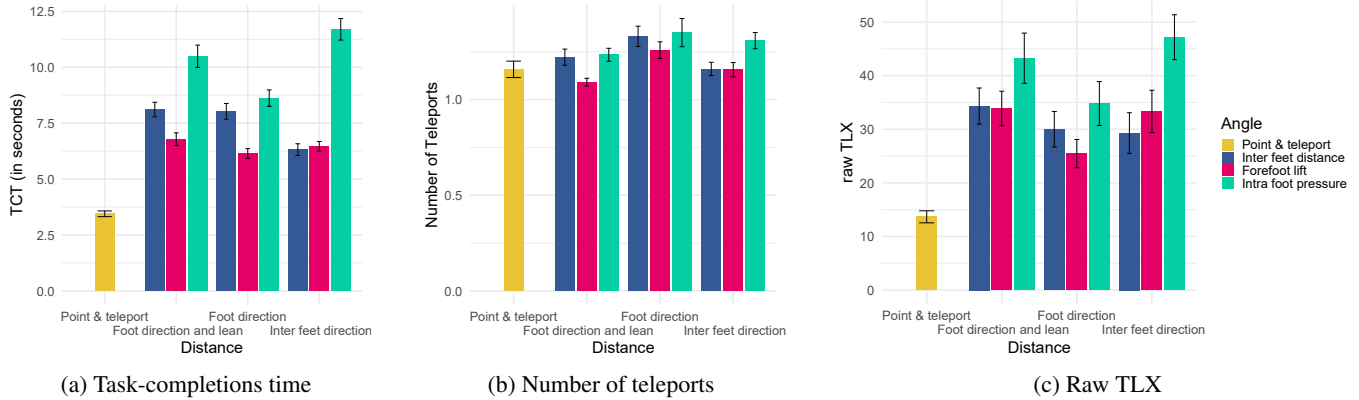 12.5
10.0
7.5
5.0
2.5
0.0
TCT (in seconds)
Point & teleport
Foot direction
Foot direction and lean
Inter feet direction
Distance
(a) Task-completions time
1.0
0.5
0.0
Number of Teleports
Point & teleport
Foot direction
Foot direction and lean
Inter feet direction
Distance
(b) Number of teleports
50
40
30
20
10
0
raw TLX
Point & teleport
Foot direction
Foot direction and lean
Inter feet direction
Distance
(c) Raw TLX
Angle
Point & teleport
Inter feet distance
Forefoot lift
Intra foot pressure